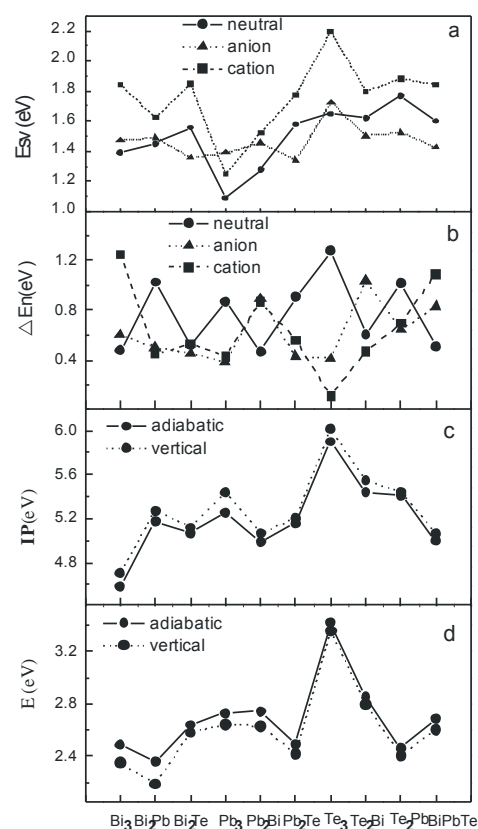 2.2
neutral
a
anion
2.0
cation
1.8
1.6
Esv(eV)
1.4
1.2
1.0
neutral
b
anion
cation
1.2
△En(eV)
0.8
0.4
adiabatic
6.0
c
vertical
5.6
IP(eV)
5.2
4.8
adiabatic
d
vertical
3.2
E (eV)
2.8
2.4
Bi3 Bi2Pb Bi2Te Pb3 Pb2Bi Pb2Te Te3 Te2Bi Te2Pb BiPbTe